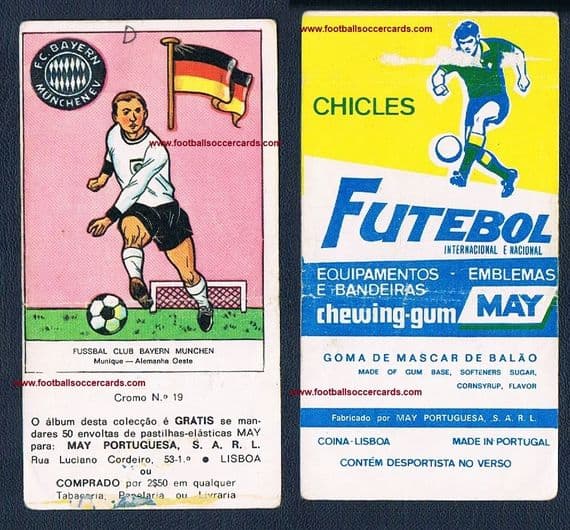 D
www.footballsoccercards.com
F.C. BAYERN
MÜNCHEN E
www.footballsoccercards.com
FUSSBAL CLUB BAYERN MUNCHEN
Munique — Alemanha Oeste
www.footballsoccercards.com
Cromo N.º 19
O álbum desta colecção é GRATIS se man-
dares 50 envoltas de pastilhas-elásticas MAY
para: MAY PORTUGUESA, S. A. R. L.
Rua Luciano Cordeiro, 53-1.º • LISBOA
ou
COMPRADO por 2$50 em qualquer
Tabacaria, Papelaria ou Livraria
www.footballsoccercards.com
CHICLES
FUTEBOL
INTERNACIONAL E NACIONAL
EQUIPAMENTOS - EMBLEMAS
E BANDEIRAS
chewing-gum MAY
GOMA DE MASCAR DE BALÃO
MADE OF GUM BASE, SOFTENERS SUGAR,
CORNSYRUP, FLAVOR
www.footballsoccercards.com
Fabricado por MAY PORTUGUESA, S. A. R. L.
COINA-LISBOA MADE IN PORTUGAL
CONTÉM DESPORTISTA NO VERSO